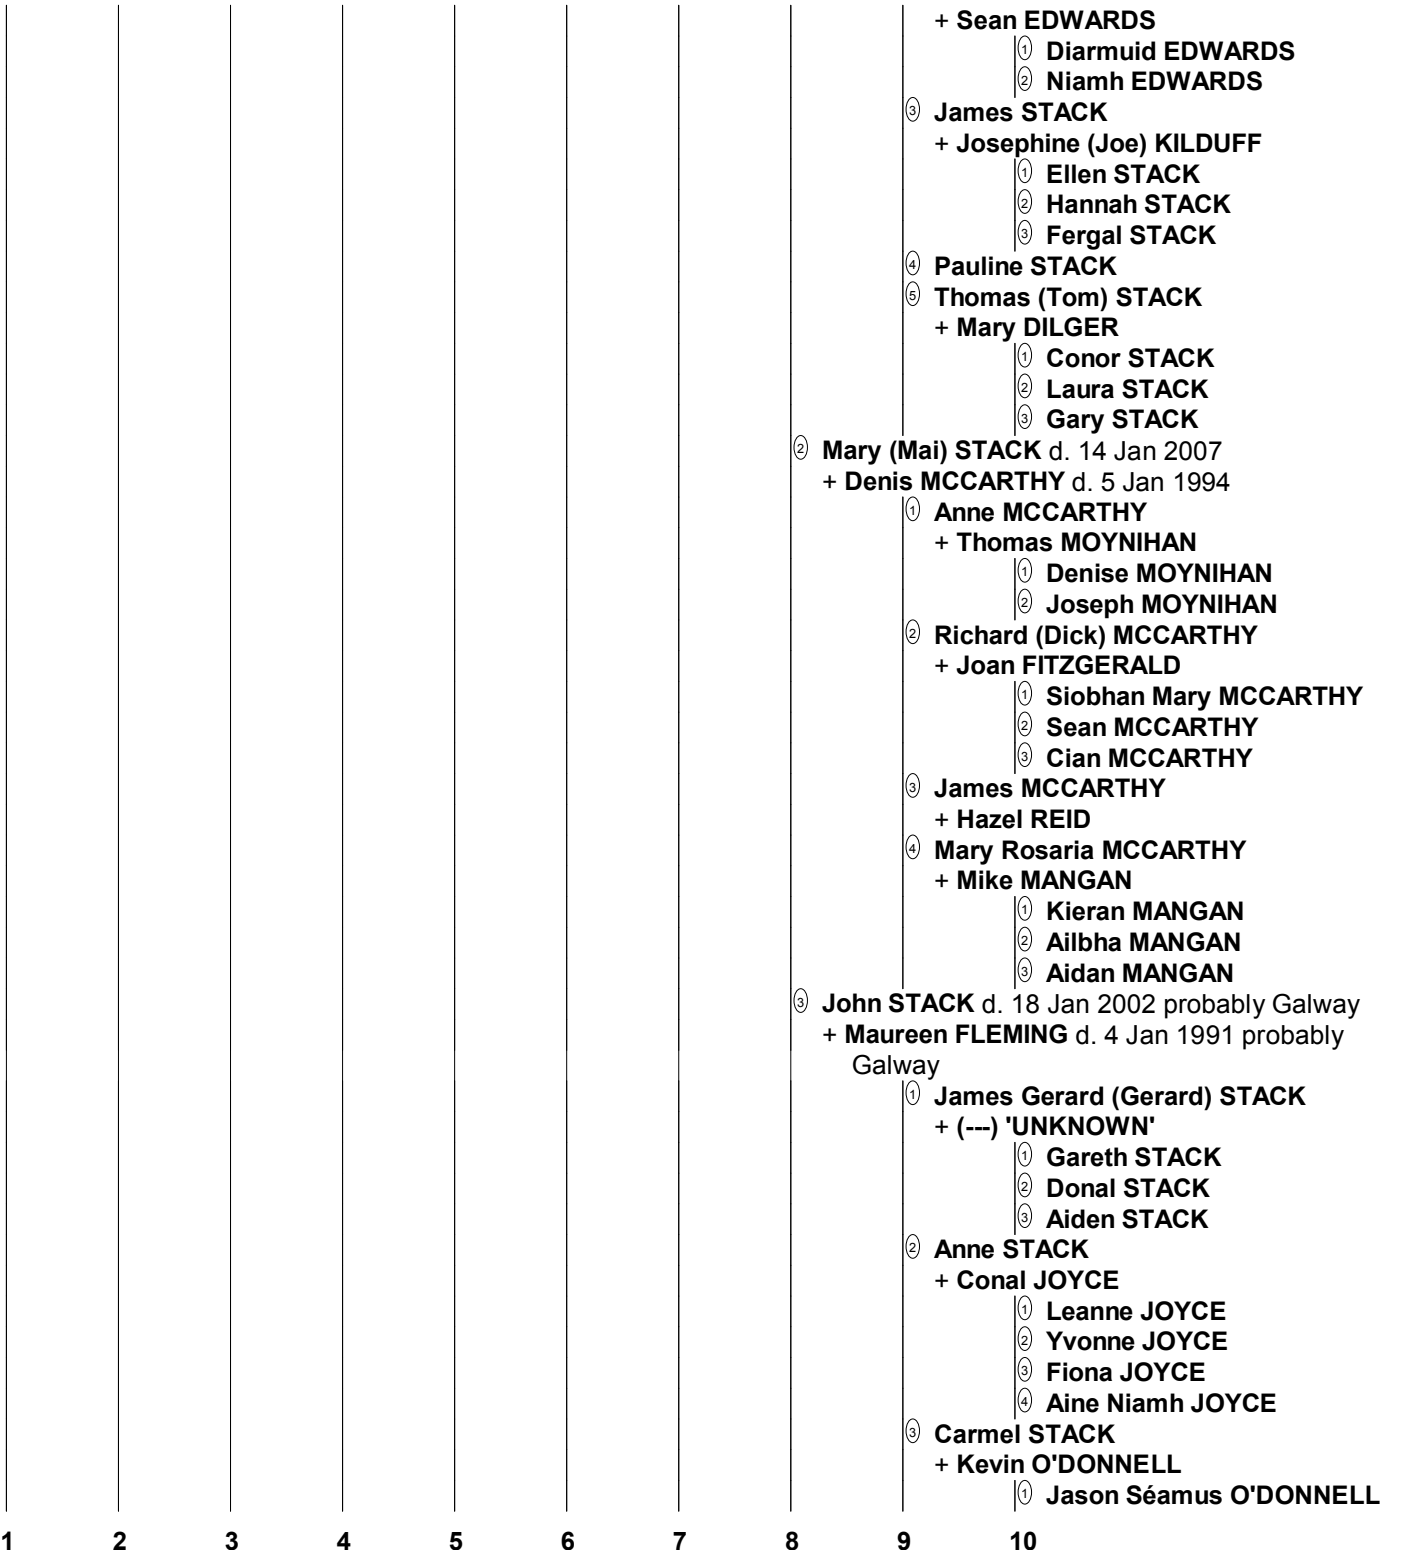 + Sean EDWARDS
① Diarmuid EDWARDS
② Niamh EDWARDS
③ James STACK
+ Josephine (Joe) KILDUFF
① Ellen STACK
② Hannah STACK
③ Fergal STACK
④ Pauline STACK
⑤ Thomas (Tom) STACK
+ Mary DILGER
① Conor STACK
② Laura STACK
③ Gary STACK
② Mary (Mai) STACK d. 14 Jan 2007
+ Denis MCCARTHY d. 5 Jan 1994
① Anne MCCARTHY
+ Thomas MOYNIHAN
① Denise MOYNIHAN
② Joseph MOYNIHAN
② Richard (Dick) MCCARTHY
+ Joan FITZGERALD
① Siobhan Mary MCCARTHY
② Sean MCCARTHY
③ Cian MCCARTHY
③ James MCCARTHY
+ Hazel REID
④ Mary Rosaria MCCARTHY
+ Mike MANGAN
① Kieran MANGAN
② Ailbha MANGAN
③ Aidan MANGAN
③ John STACK d. 18 Jan 2002 probably Galway
+ Maureen FLEMING d. 4 Jan 1991 probably
Galway
① James Gerard (Gerard) STACK
+ (---) 'UNKNOWN'
① Gareth STACK
② Donal STACK
③ Aiden STACK
② Anne STACK
+ Conal JOYCE
① Leanne JOYCE
② Yvonne JOYCE
③ Fiona JOYCE
④ Aine Niamh JOYCE
③ Carmel STACK
+ Kevin O'DONNELL
① Jason Séamus O'DONNELL
1 2 3 4 5 6 7 8 9 10